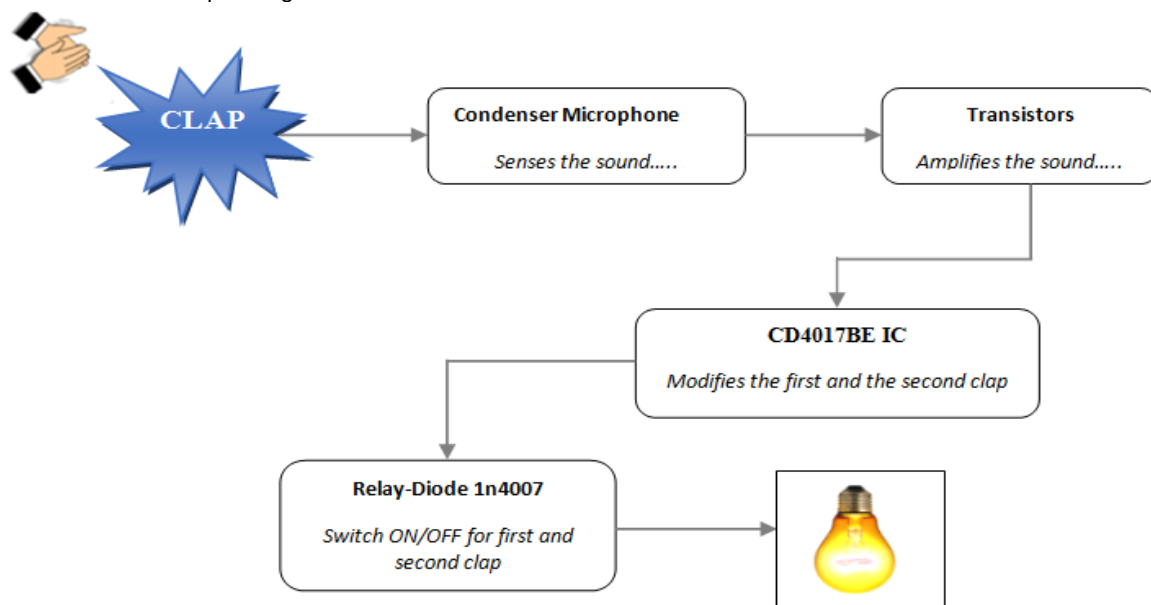 CLAP
Condenser Microphone
Senses the sound.....
Transistors
Amplifies the sound.....
CD4017BE IC
Modifies the first and the second clap
Relay-Diode 1n4007
Switch ON/OFF for first and
second clap